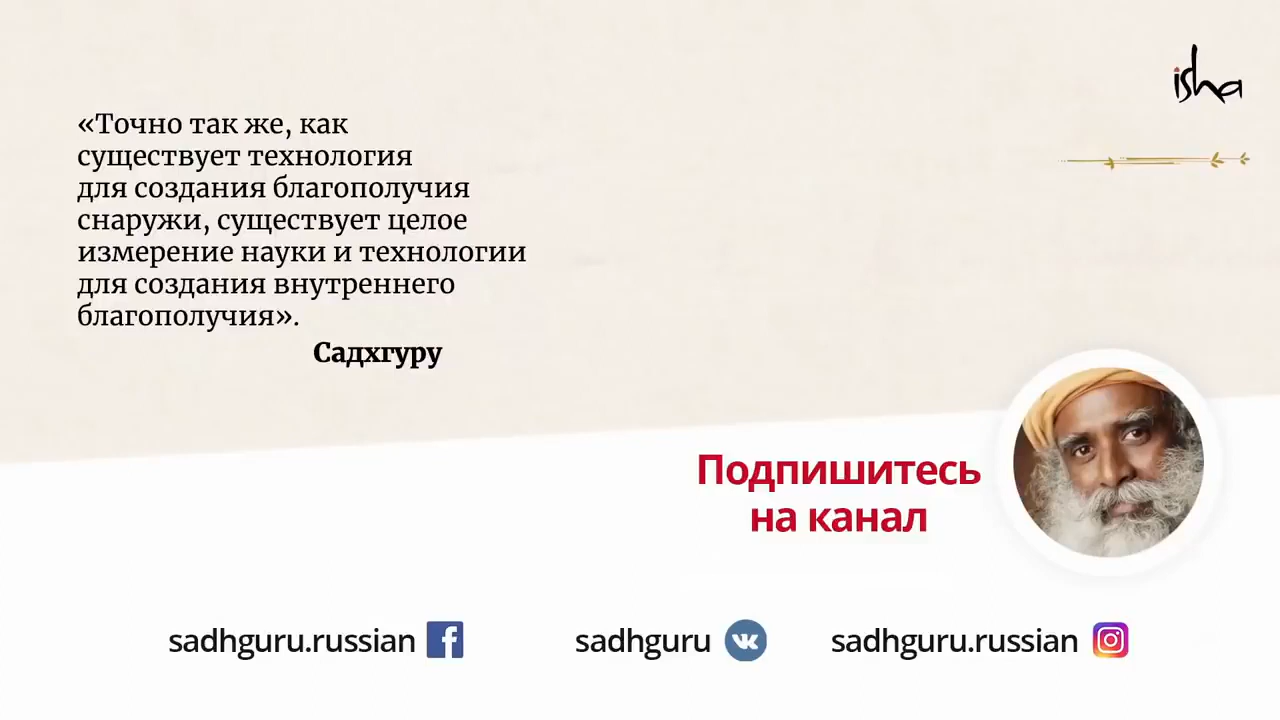 isha
«Точно так же, как
существует технология
для создания благополучия
снаружи, существует целое
измерение науки и технологии
для создания внутреннего
благополучия».
Садхгуру
Подпишитесь
на канал
sadhguru.russian
sadhguru
sadhguru.russian